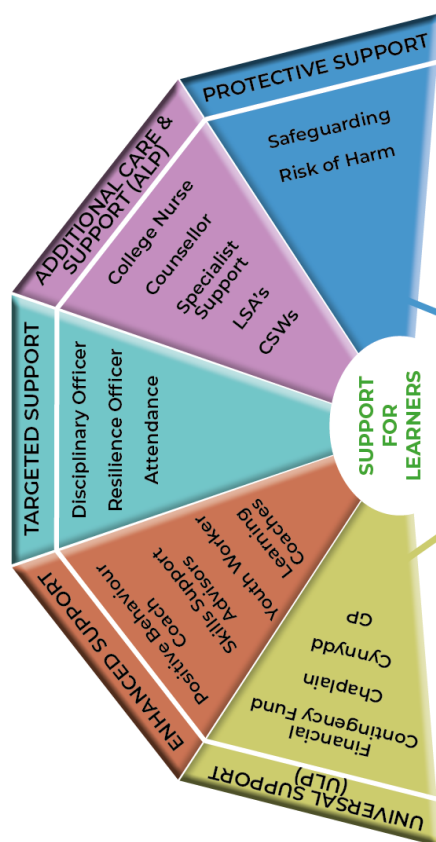 PROTECTIVE SUPPORT
Safeguarding
Risk of Harm
ADDITIONAL CARE &
SUPPORT (ALP)
College Nurse
Counsellor
Specialist
Support
LSA's
CSWs
TARGETED SUPPORT
Disciplinary Officer
Resilience Officer
Attendance
ENHANCED SUPPORT
Positive Behaviour
Coach
Skills Support
Advisors
Youth Worker
Learning
Coaches
UNIVERSAL SUPPORT
(ULP)
Financial
Contingency Fund
Chaplain
Cynnydd
GP
SUPPORT
FOR
LEARNERS